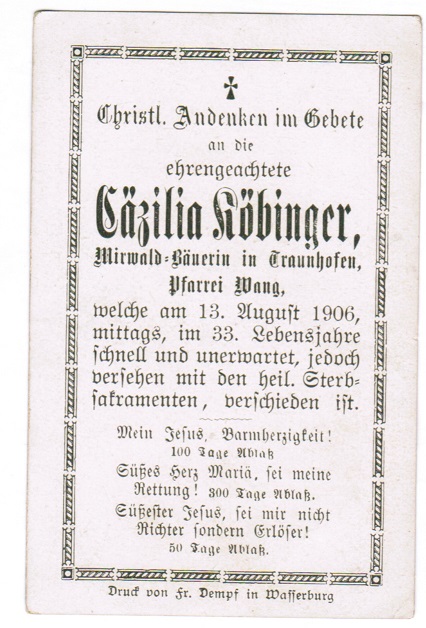 Christl. Andenken im Gebete
an die
ehrengeachtete
Cäzilia Köbinger,
Mirwald-Bäuerin in Traunhofen,
Pfarrei Wang,
welche am 13. August 1906,
mittags, im 33. Lebensjahre
schnell und unerwartet, jedoch
versehen mit den heil. Sterb-
sakramenten, verschieden ist.
Mein Jesus, Barmherzigkeit!
100 Tage Ablaß
Süßes Herz Mariä, sei meine
Rettung! 300 Tage Ablaß.
Süßester Jesus, sei mir nicht
Richter sondern Erlöser!
50 Tage Ablaß.
Druck von Fr. Dempf in Wasserburg